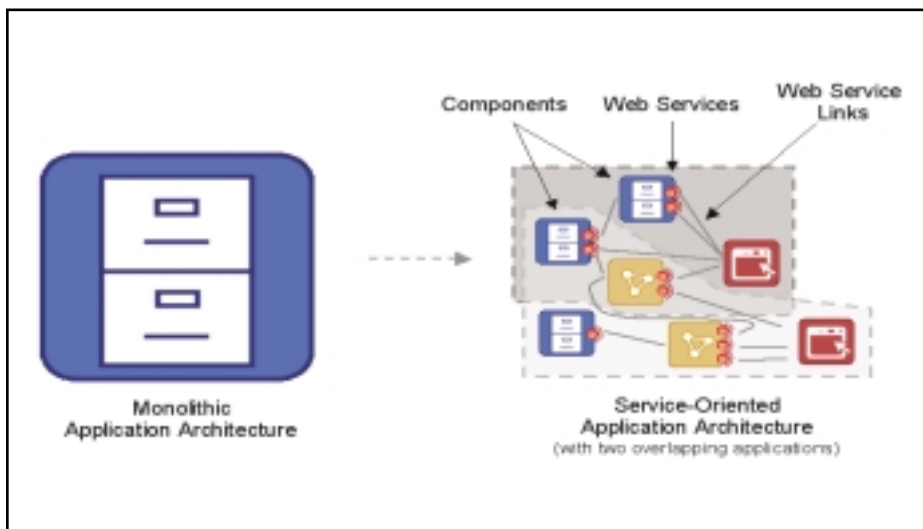 Components
Web Services
Web Service
Links
Monolithic
Application Architecture
Service-Oriented
Application Architecture
(with two overlapping applications)